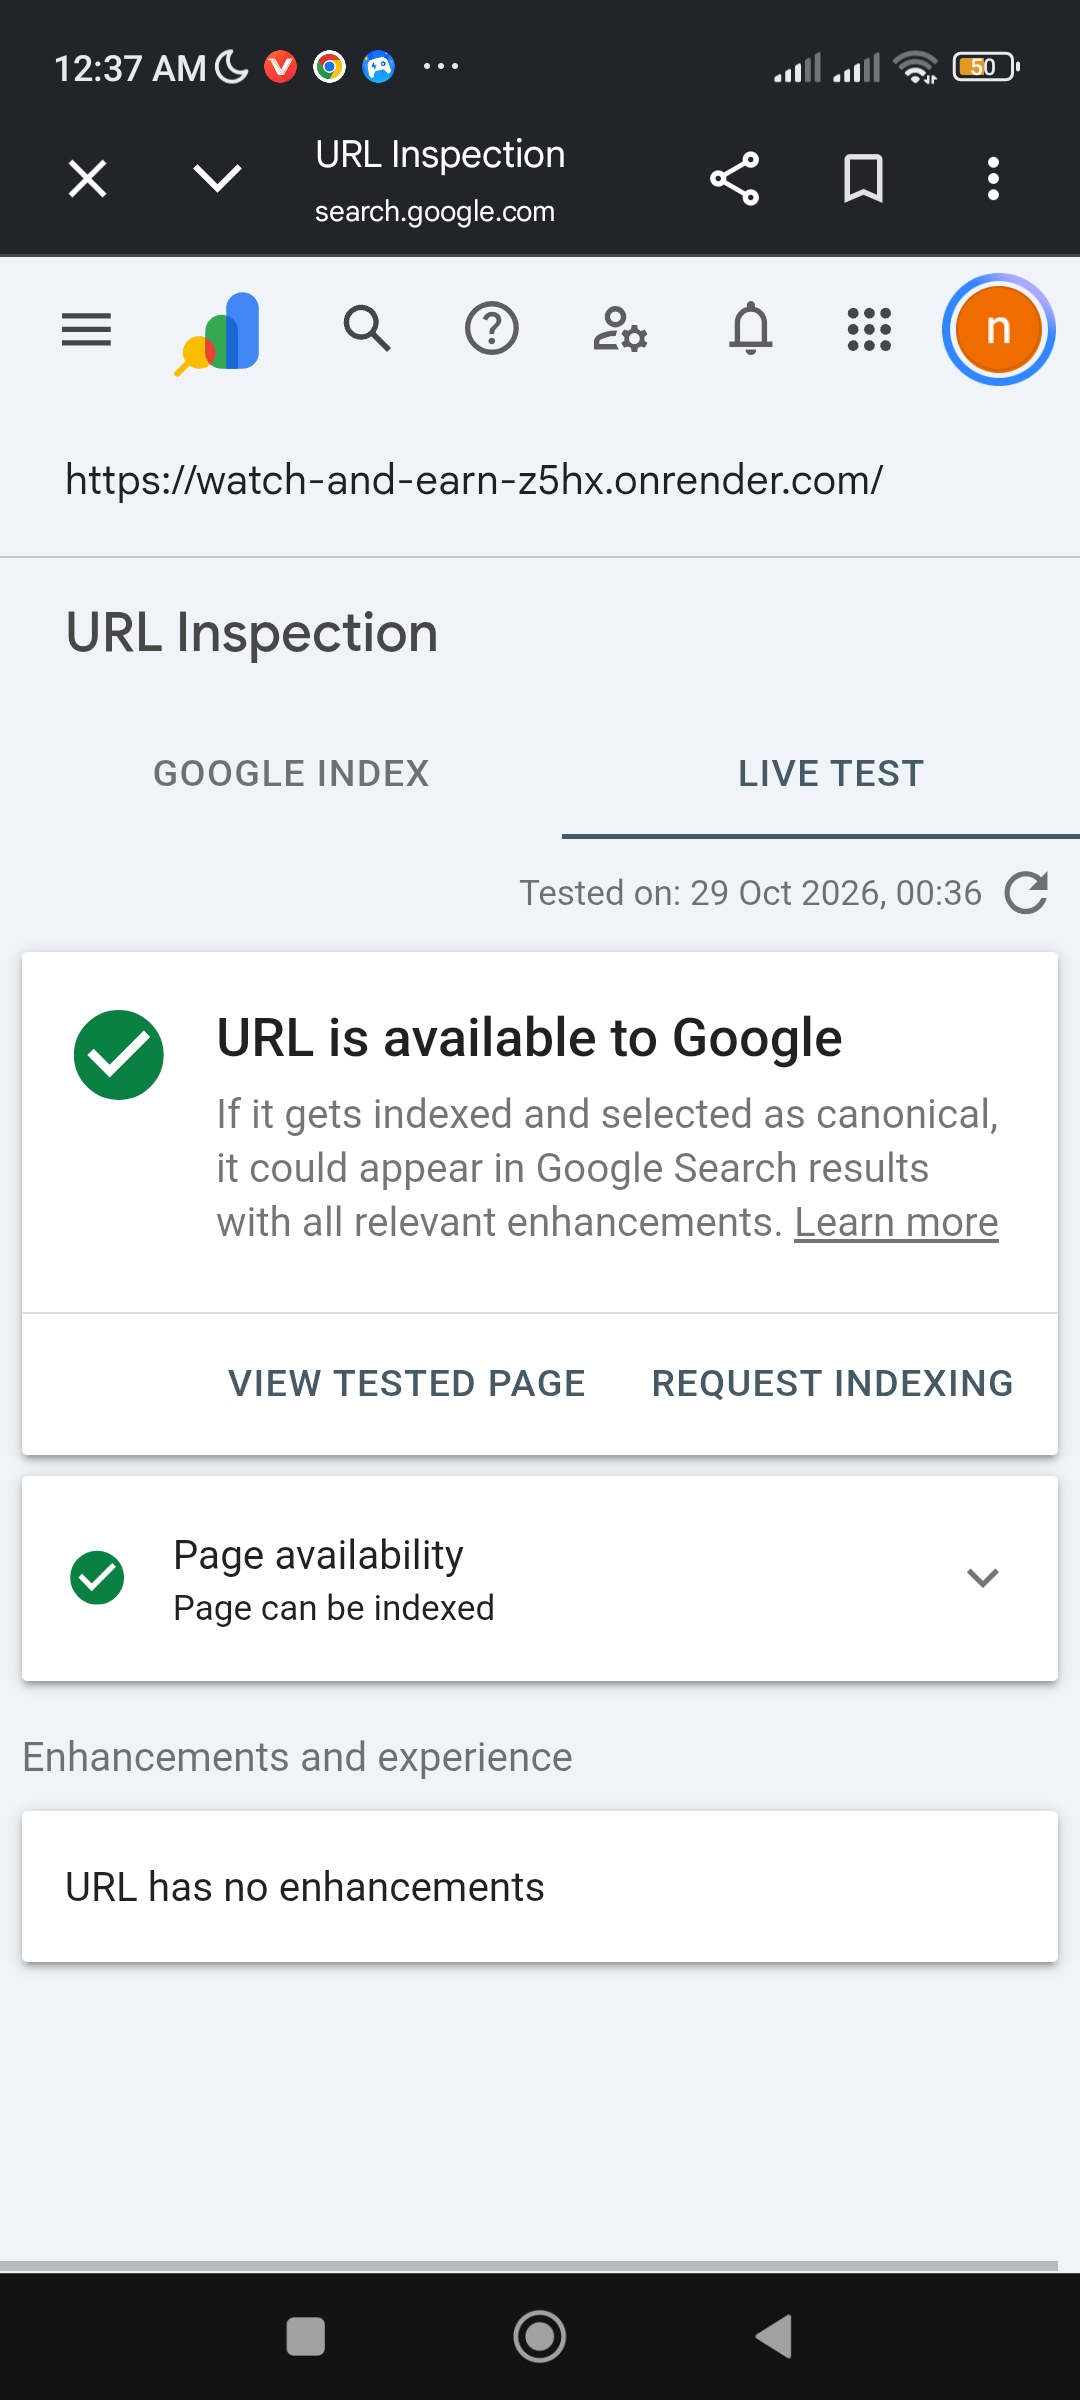 12:37 AM
50
URL Inspection
search.google.com
n
https://watch-and-earn-z5hx.onrender.com/
URL Inspection
GOOGLE INDEX
LIVE TEST
Tested on: 29 Oct 2026, 00:36
URL is available to Google
If it gets indexed and selected as canonical,
it could appear in Google Search results
with all relevant enhancements. Learn more
VIEW TESTED PAGE
REQUEST INDEXING
Page availability
Page can be indexed
Enhancements and experience
URL has no enhancements